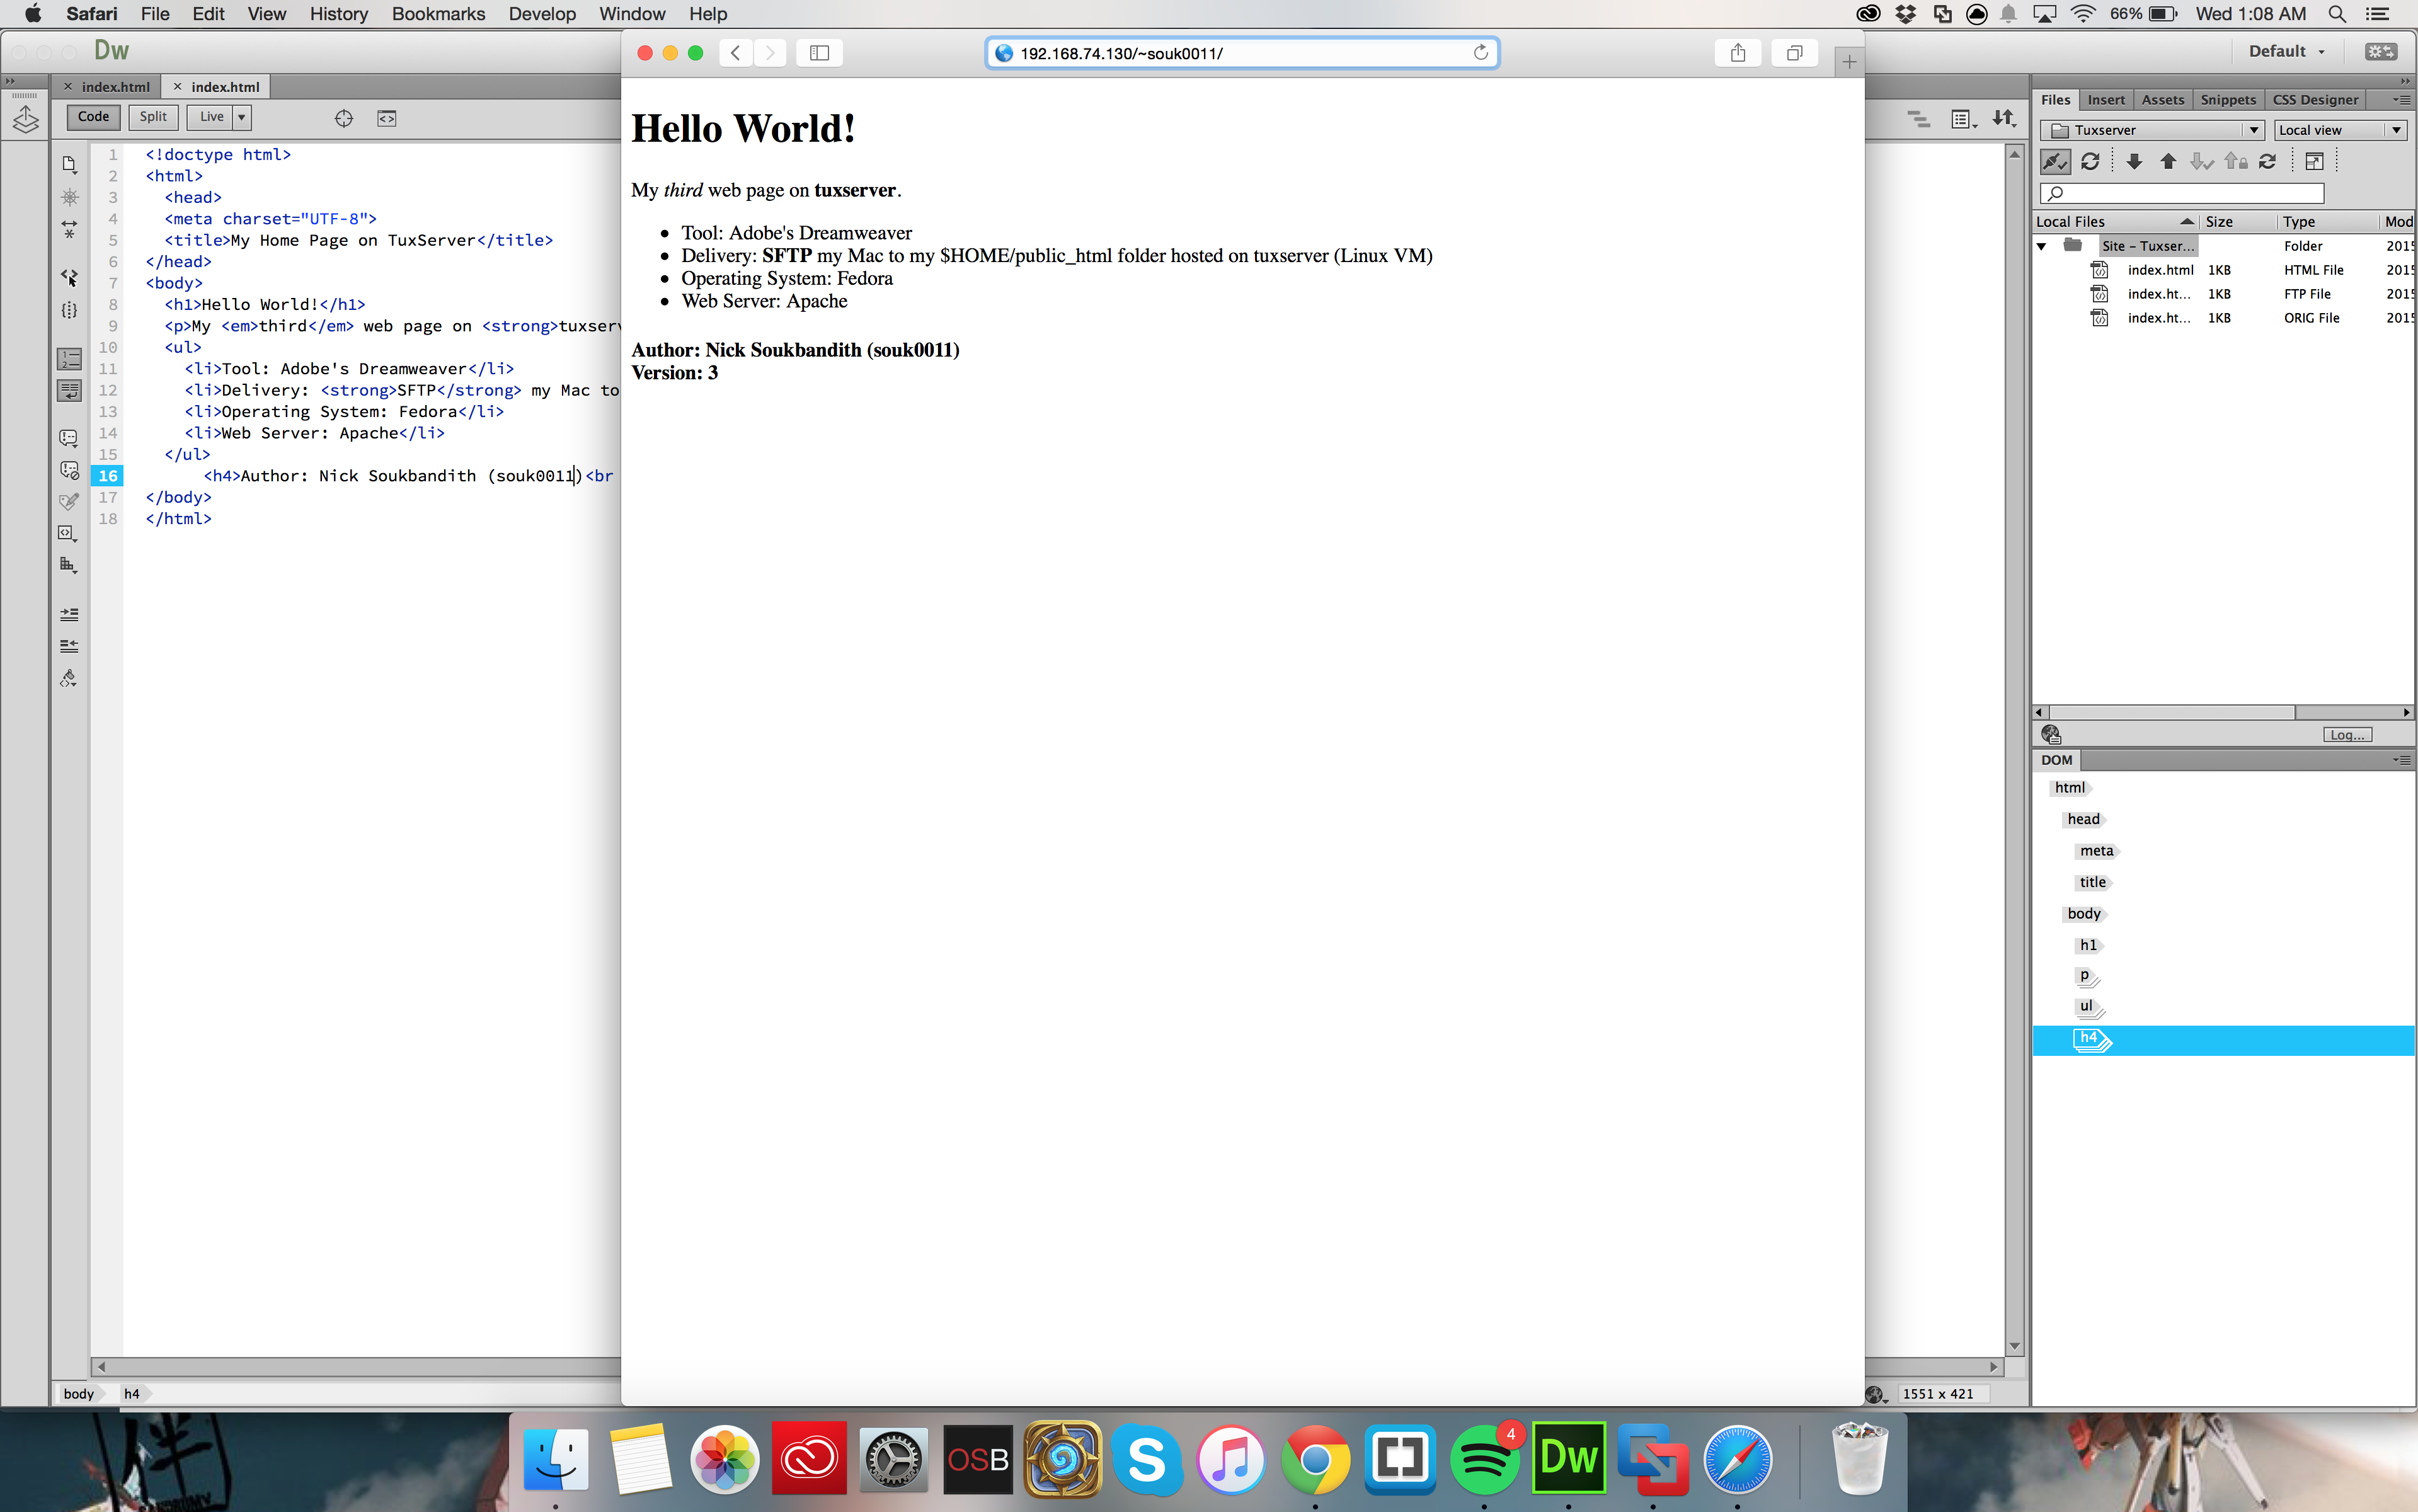 Safari File Edit View History Bookmarks Develop Window Help
66% Wed 1:08 AM
Dw
192.168.74.130/~souk0011/
Default
index.html index.html
Code Split Live
1 <!doctype html>
2 <html>
3 <head>
4 <meta charset="UTF-8">
5 <title>My Home Page on TuxServer</title>
6 </head>
7 <body>
8 <h1>Hello World!</h1>
9 <p>My <em>third</em> web page on <strong>tuxserv
10 <ul>
11 <li>Tool: Adobe's Dreamweaver</li>
12 <li>Delivery: <strong>SFTP</strong> my Mac to
13 <li>Operating System: Fedora</li>
14 <li>Web Server: Apache</li>
15 </ul>
16 <h4>Author: Nick Soukbandith (souk0011)<br
17 </body>
18 </html>
body h4
Hello World!
My third web page on tuxserver.
• Tool: Adobe's Dreamweaver
• Delivery: SFTP my Mac to my $HOME/public_html folder hosted on tuxserver (Linux VM)
• Operating System: Fedora
• Web Server: Apache
Author: Nick Soukbandith (souk0011)
Version: 3
Files Insert Assets Snippets CSS Designer
Tuxserver Local view
Local Files Size Type Mod
Site - Tuxser... Folder 2015
index.html 1KB HTML File 2015
index.ht... 1KB FTP File 2015
index.ht... 1KB ORIG File 2015
Log...
DOM
html
head
meta
title
body
h1
p
ul
h4
1551 x 421
OSB
S
4
Dw